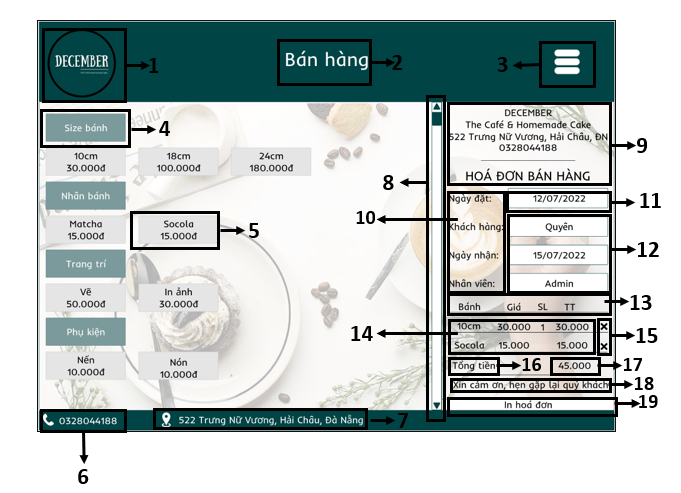 DECEMBER
1
Bán hàng
2
3
Size bánh
4
10cm
30.000đ
18cm
100.000đ
24cm
180.000đ
Nhân bánh
Matcha
15.000đ
Socola
15.000đ
5
Trang trí
Vẽ
50.000đ
In ảnh
30.000đ
Phụ kiện
Nến
10.000đ
Nón
10.000đ
0328044188
6
522 Trưng Nữ Vương, Hải Châu, Đà Nẵng
7
8
DECEMBER
The Café & Homemade Cake
522 Trưng Nữ Vương, Hải Châu, ĐN
0328044188
9
HOÁ ĐƠN BÁN HÀNG
10
Ngày đặt: 12/07/2022
11
Khách hàng: Quyên
12
Ngày nhận: 15/07/2022
Nhân viên: Admin
Bánh Giá SL TT
13
14
10cm 30.000 1 30.000
Socola 15.000 15.000
15
Tổng tiền 16 45.000 17
Xin cảm ơn, hẹn gặp lại quý khách
18
In hoá đơn
19